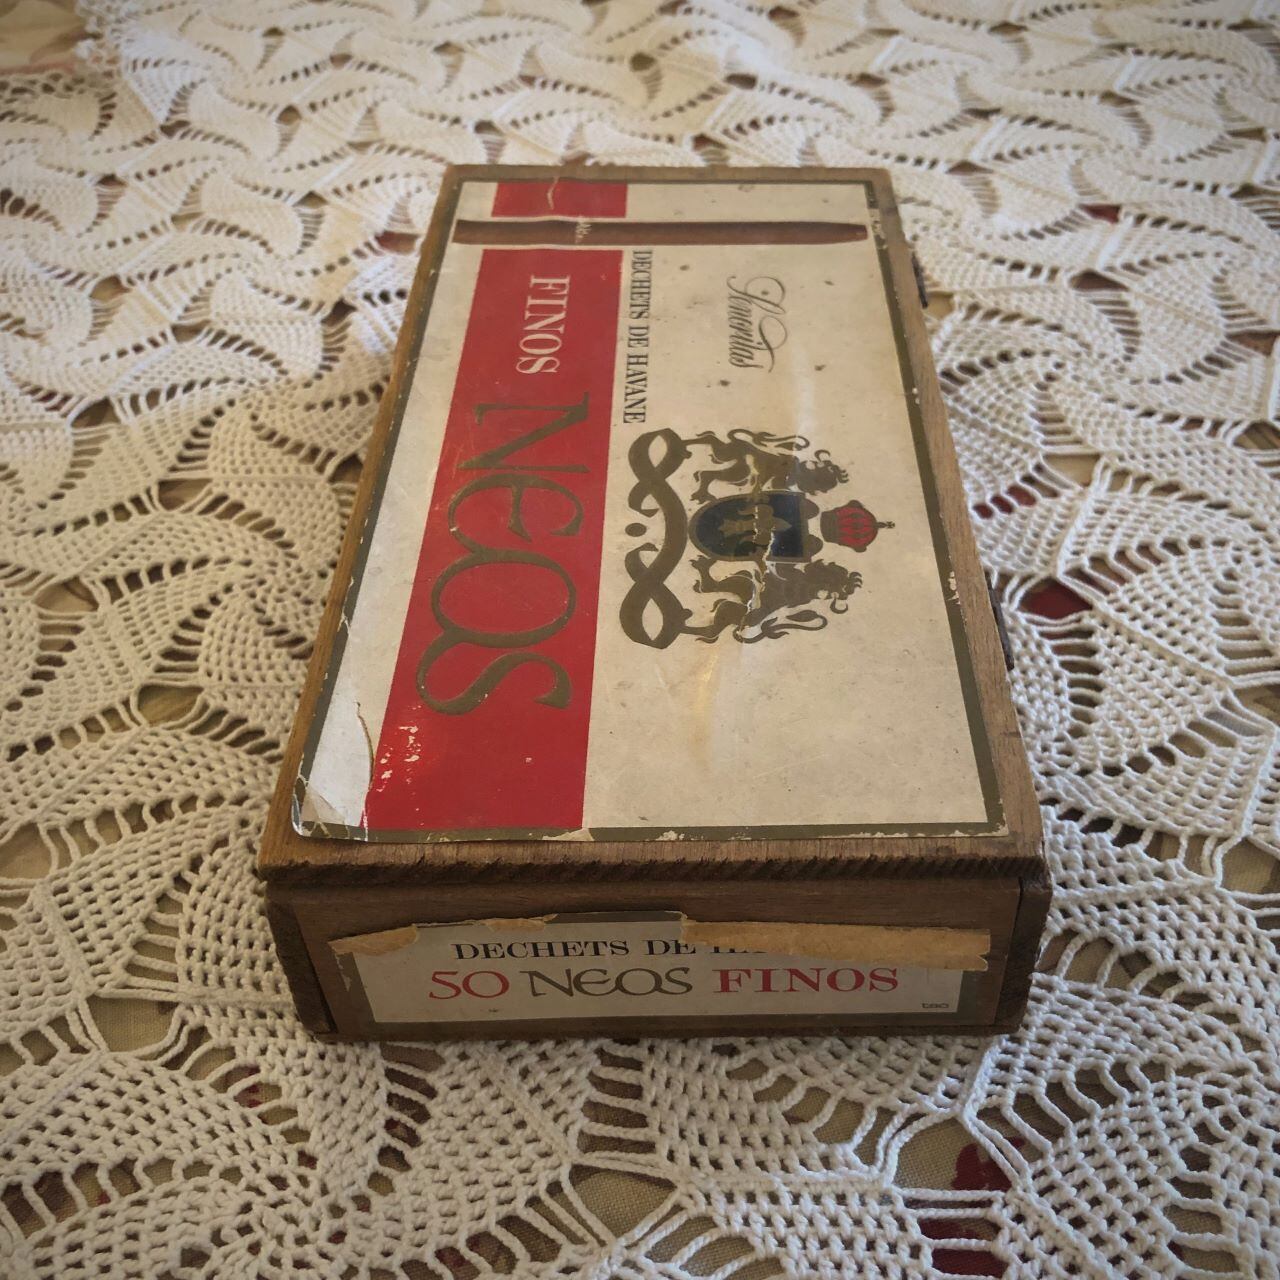 Senoritas
DECHETS DE HAVANE
FINOS NEOS
DECHETS DE
50 NEOS FINOS